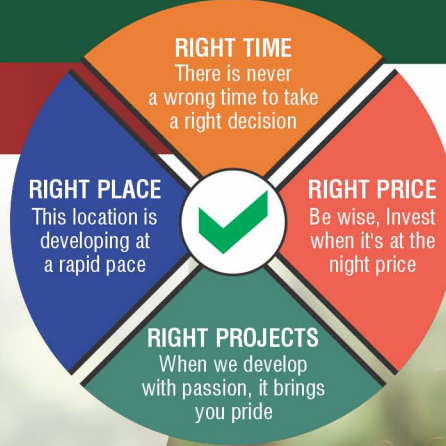 RIGHT TIME
There is never
a wrong time to take
a right decision
RIGHT PLACE
This location is
developing at
a rapid pace
RIGHT PRICE
Be wise, Invest
when it's at the
night price
RIGHT PROJECTS
When we develop
with passion, it brings
you pride